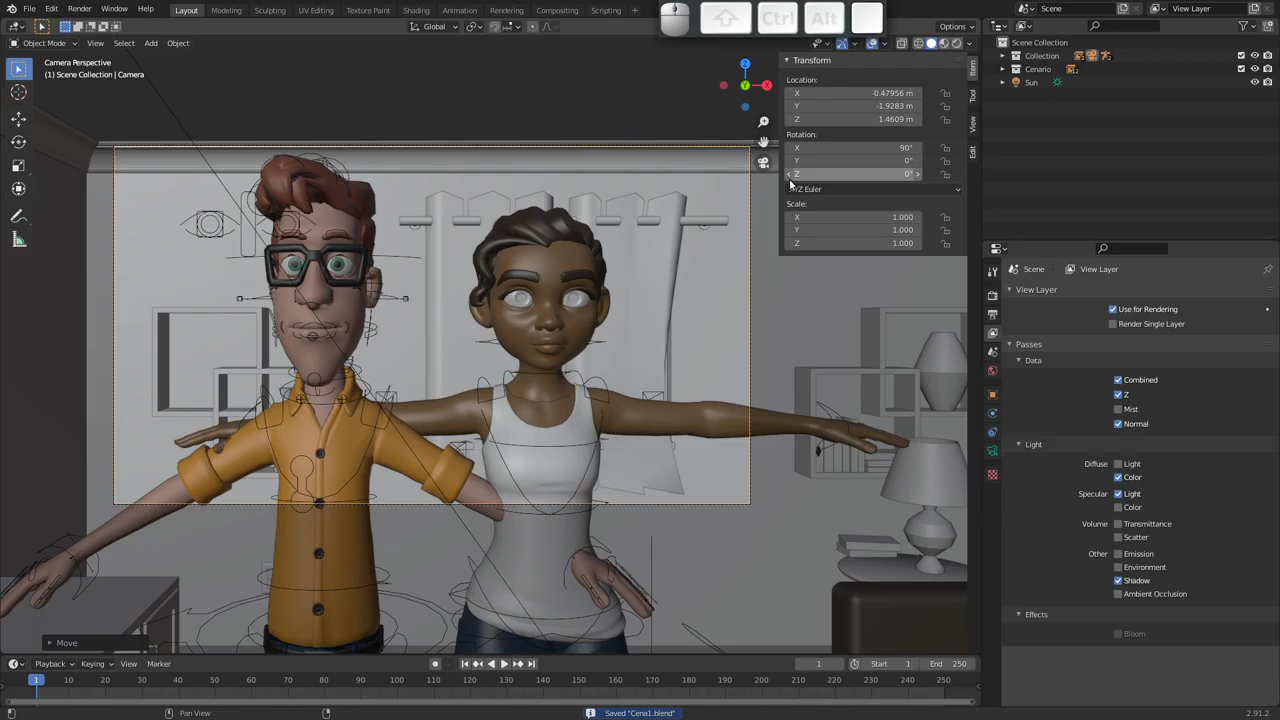 File Edit Render Window Help Layout Modeling Sculpting UV Editing Texture Paint Shading Animation Rendering Compositing Scripting Ctrl Alt Scene View Layer
Global Options
Object Mode View Select Add Object
Camera Perspective
(1) Scene Collection | Camera
Z
X
Y
Transform
Location:
X -0.47956 m
Y -1.9283 m
Z 1.4609 m
Rotation:
X 90°
Y 0°
Z 0°
YZ Euler
Scale:
X 1.000
Y 1.000
Z 1.000
Item
Tool
View
Edit
Scene Collection
Collection
Cenario 12
Sun
Scene View Layer
View Layer
Use for Rendering
Render Single Layer
Passes
Data
Combined
Z
Mist
Normal
Light
Diffuse Light
Color
Specular Light
Color
Volume Transmittance
Scatter
Other Emission
Environment
Shadow
Ambient Occlusion
Effects
Bloom
Move
Playback Keying View Marker 1 Start 1 End 250
1 10 20 30 40 50 60 70 80 90 100 110 120 130 140 150 160 170 180 190 200 210 220 230 240 250
Pan View Saved "Cena1.blend" 2.91.2